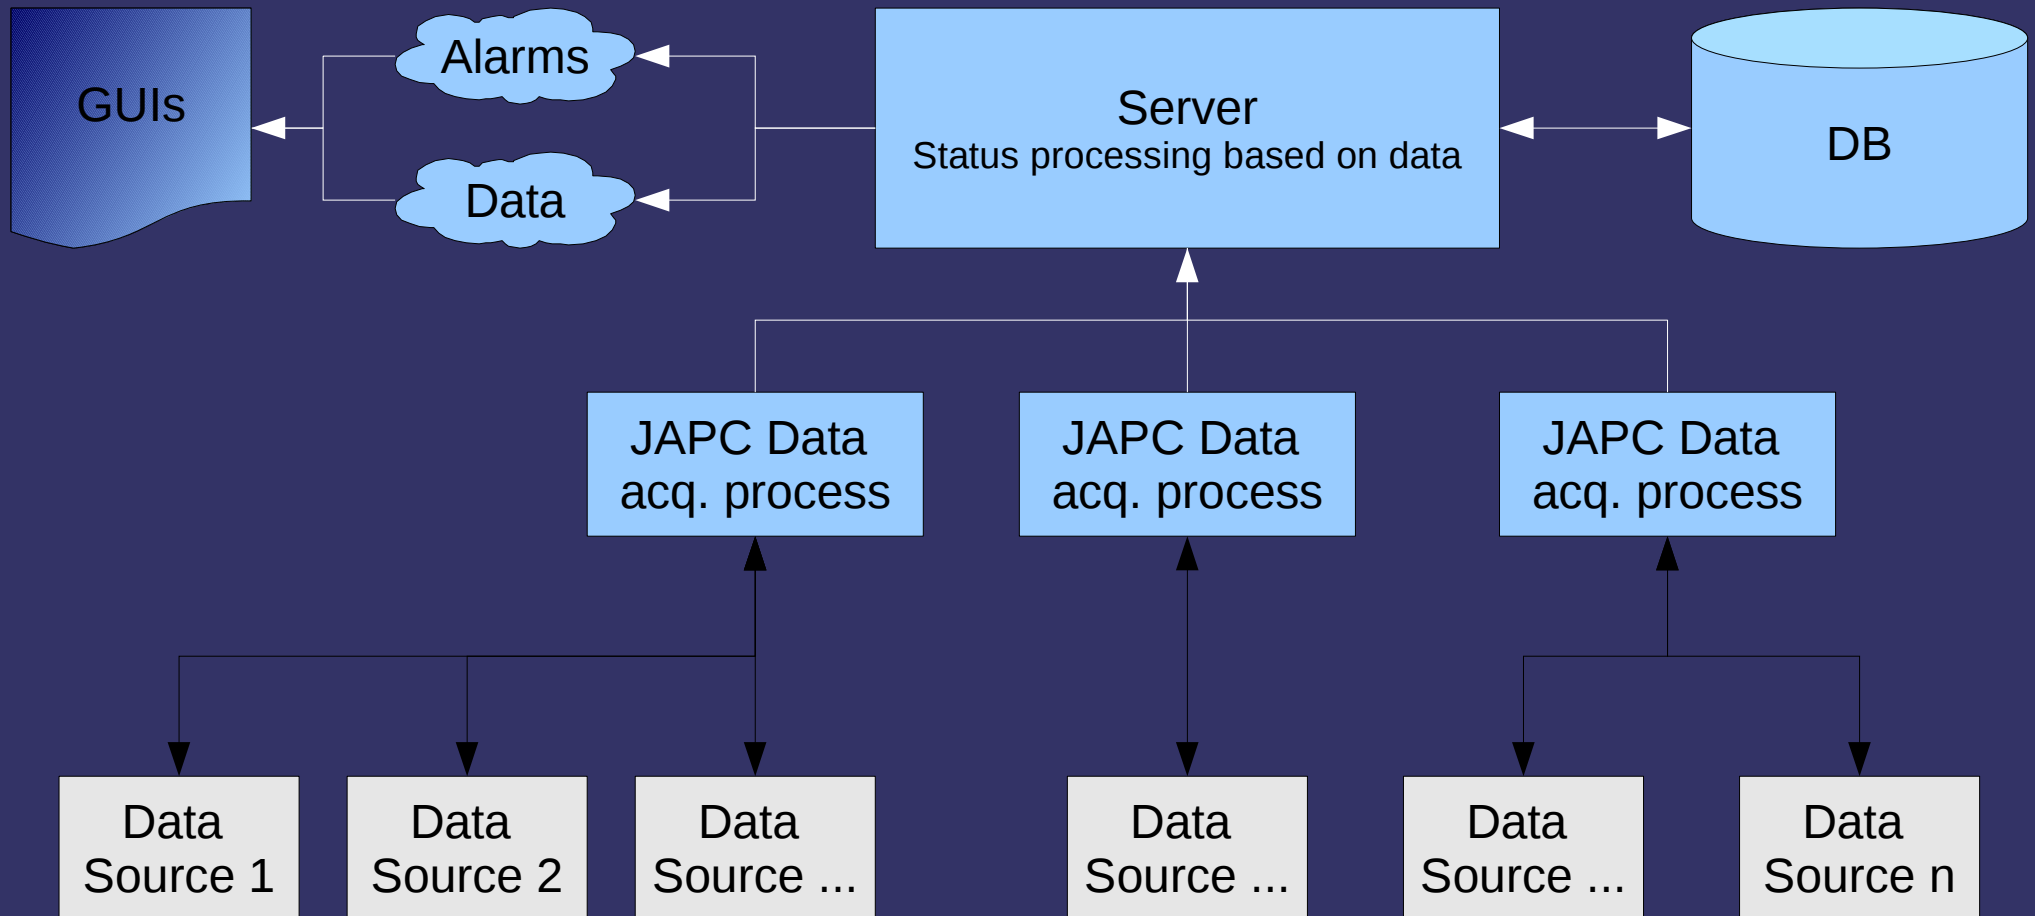 GUIs
Alarms
Data
Server
Status processing based on data
DB
JAPC Data
acq. process
JAPC Data
acq. process
JAPC Data
acq. process
Data
Source 1
Data
Source 2
Data
Source ...
Data
Source ...
Data
Source ...
Data
Source n